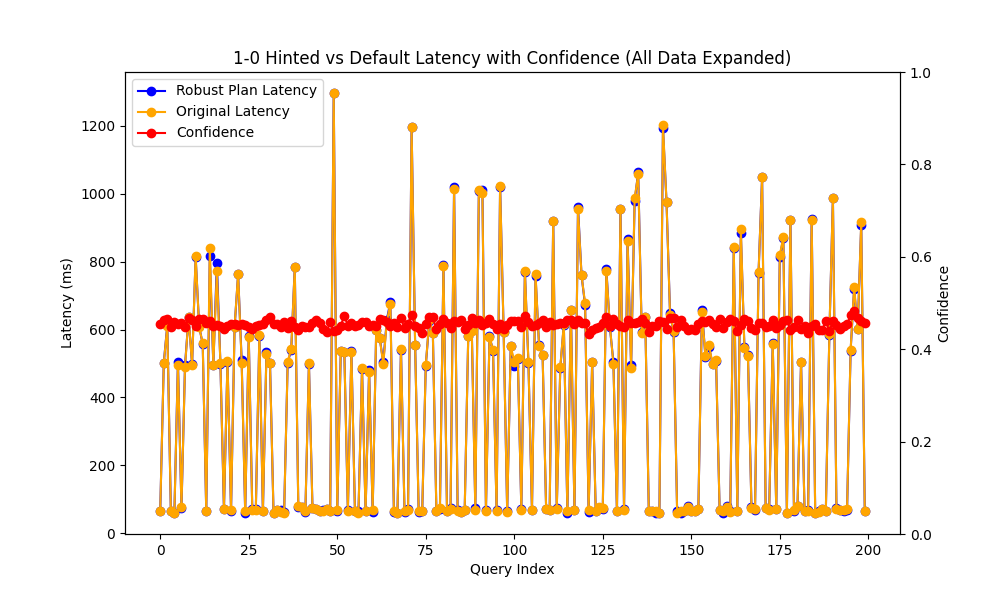 1-0 Hinted vs Default Latency with Confidence (All Data Expanded)
Robust Plan Latency
Original Latency
Confidence
1200
1000
800
600
400
200
0
Latency (ms)
1.0
0.8
0.6
0.4
0.2
0.0
Confidence
0 25 50 75 100 125 150 175 200
Query Index